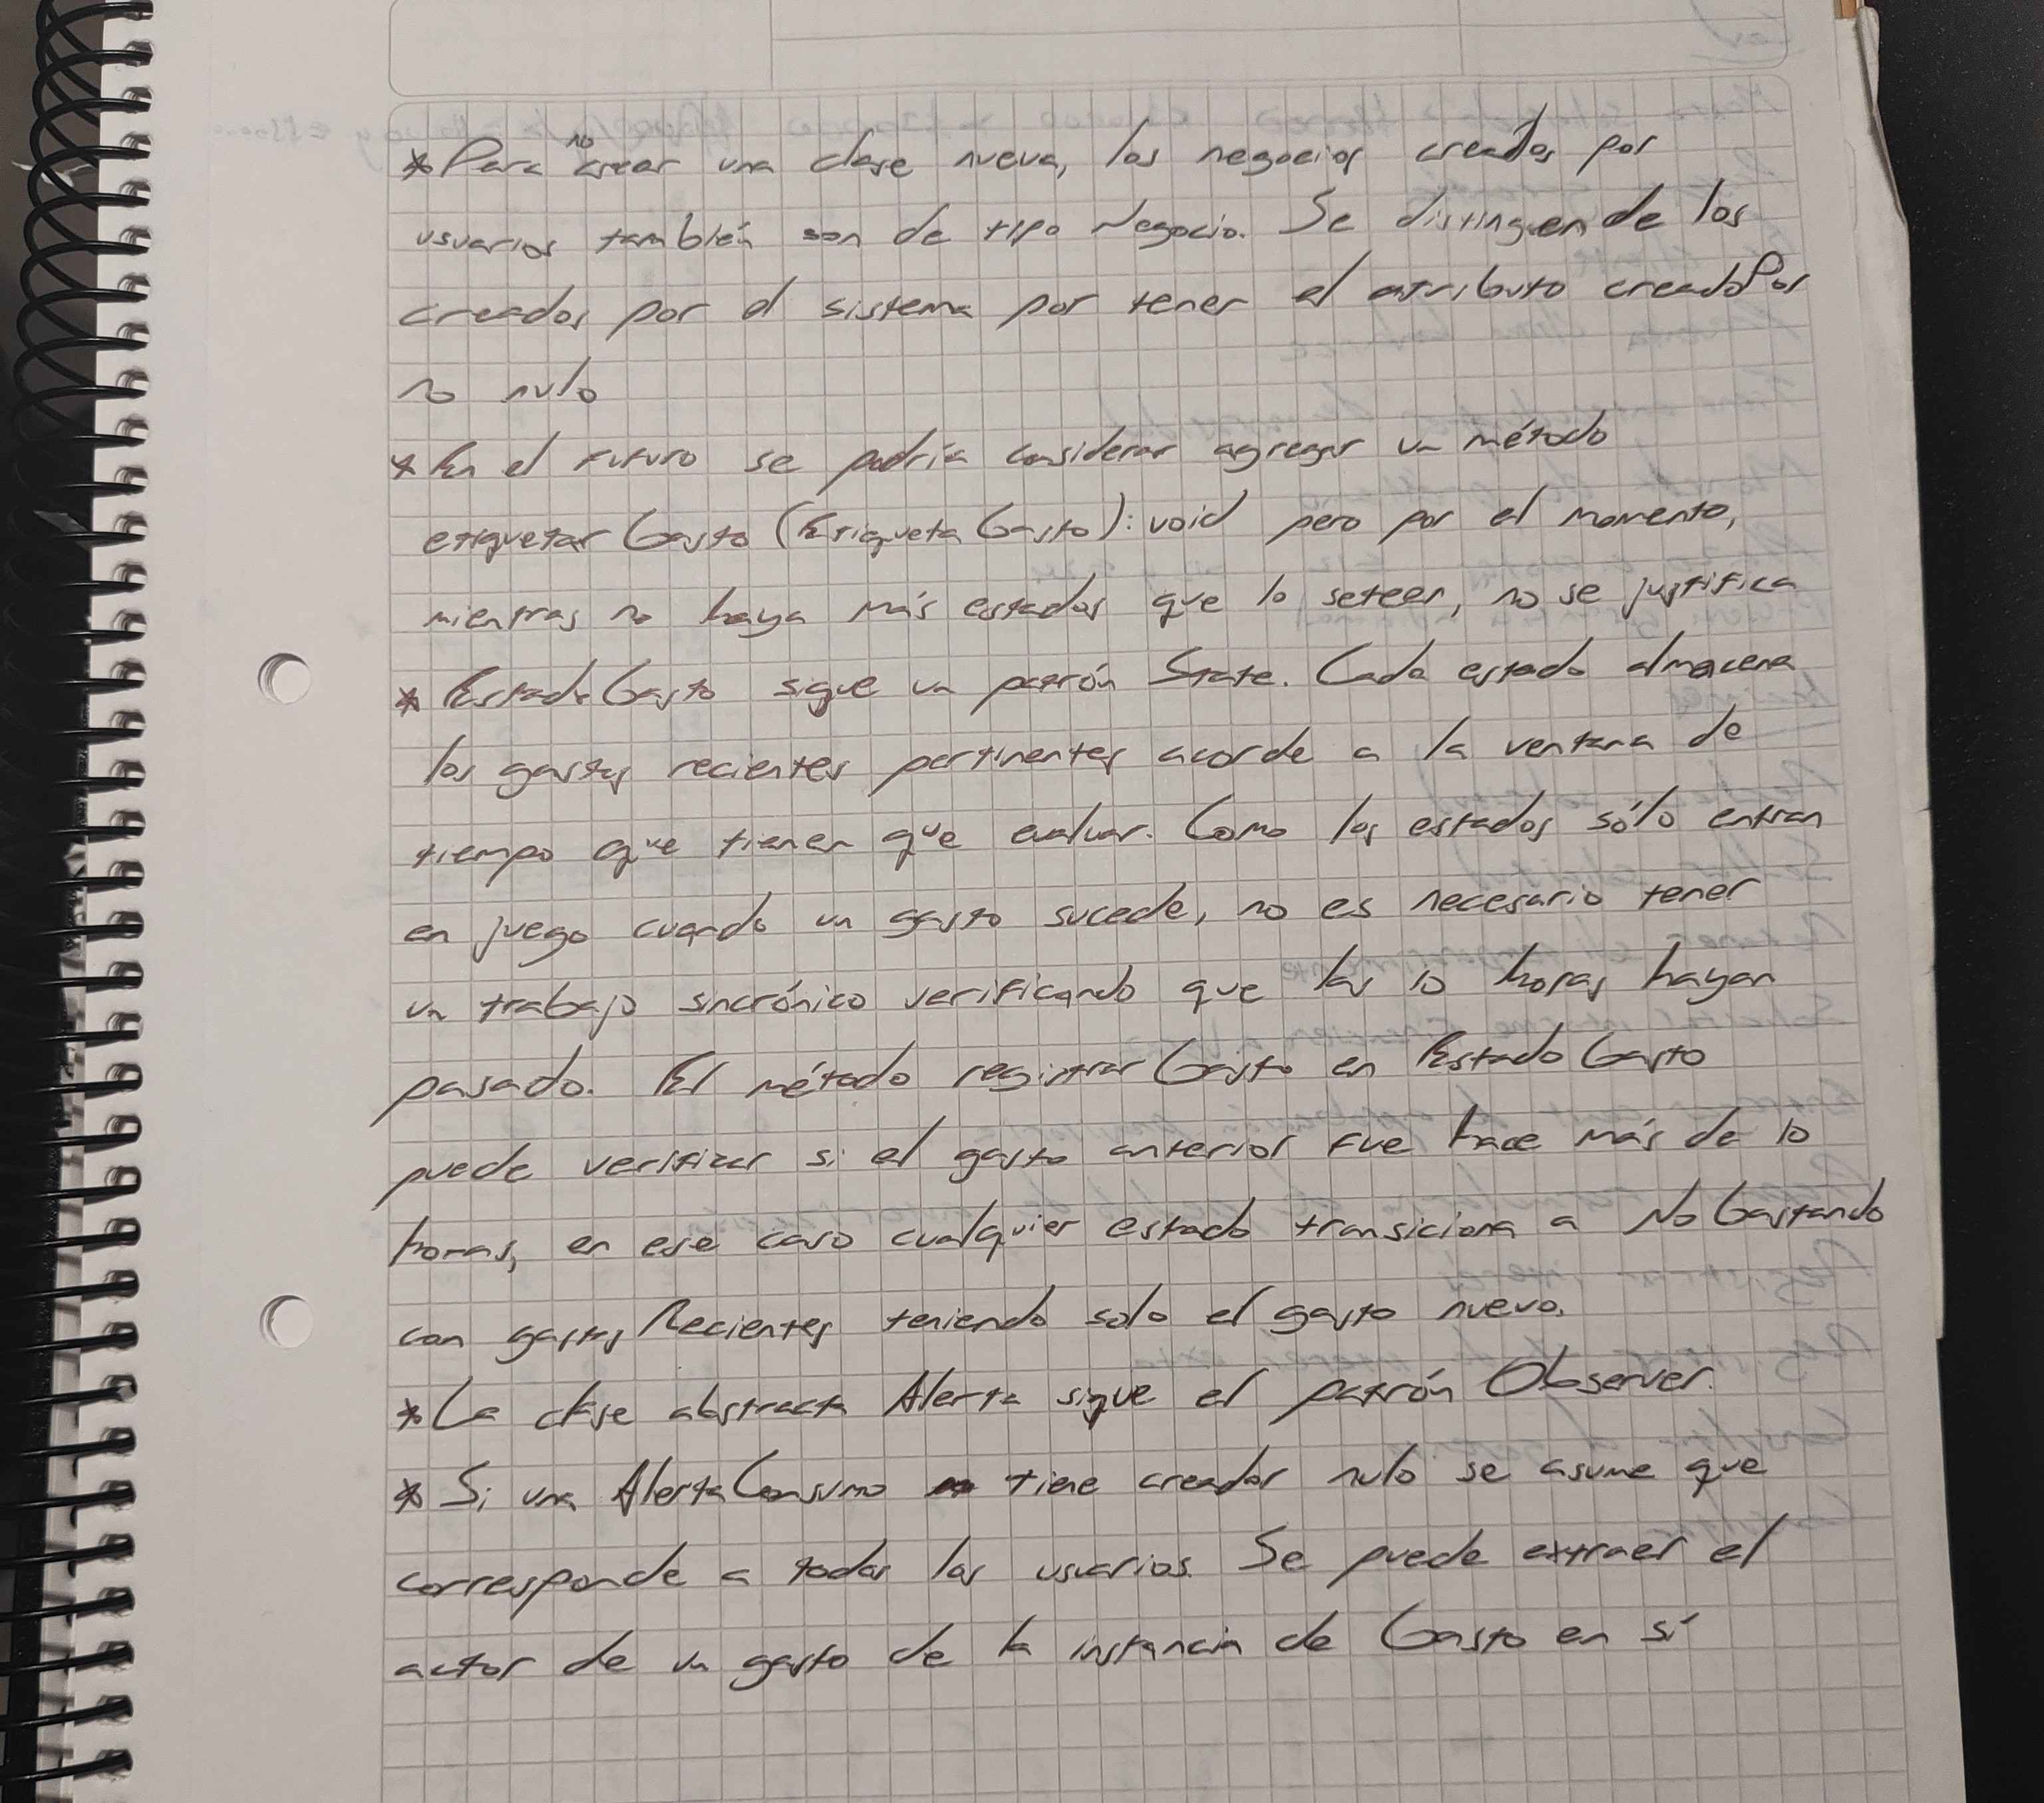 * Para no crear una clase nueva, los negocios creados por
usuarios también son de tipo Negocio. Se distinguen de los
creados por el sistema por tener el atributo creadoPor
no nulo
* En el futuro se podría considerar agregar un método
etiquetarGasto (EtiquetaGasto): void pero por el momento,
mientras no haya más estados que lo seteen, no se justifica
* EstadoGasto sigue un patrón State. Cada estado almacena
los gastos recientes pertinentes acorde a la ventana de
tiempo que tienen que evaluar. Como los estados sólo entran
en juego cuando un gasto sucede, no es necesario tener
un trabajo sincrónico verificando que las 10 horas hayan
pasado. El método registrarGasto en EstadoGasto
puede verificar si el gasto anterior fue hace más de 10
horas, en ese caso cualquier estado transiciona a NoGastando
con gastosRecientes teniendo solo el gasto nuevo.
* La clase abstracta Alerta sigue el patrón Observer.
* Si una AlertaConsumo tiene creador nulo se asume que
corresponde a todos los usuarios. Se puede extraer el
actor de un gasto de la instancia de Gasto en sí